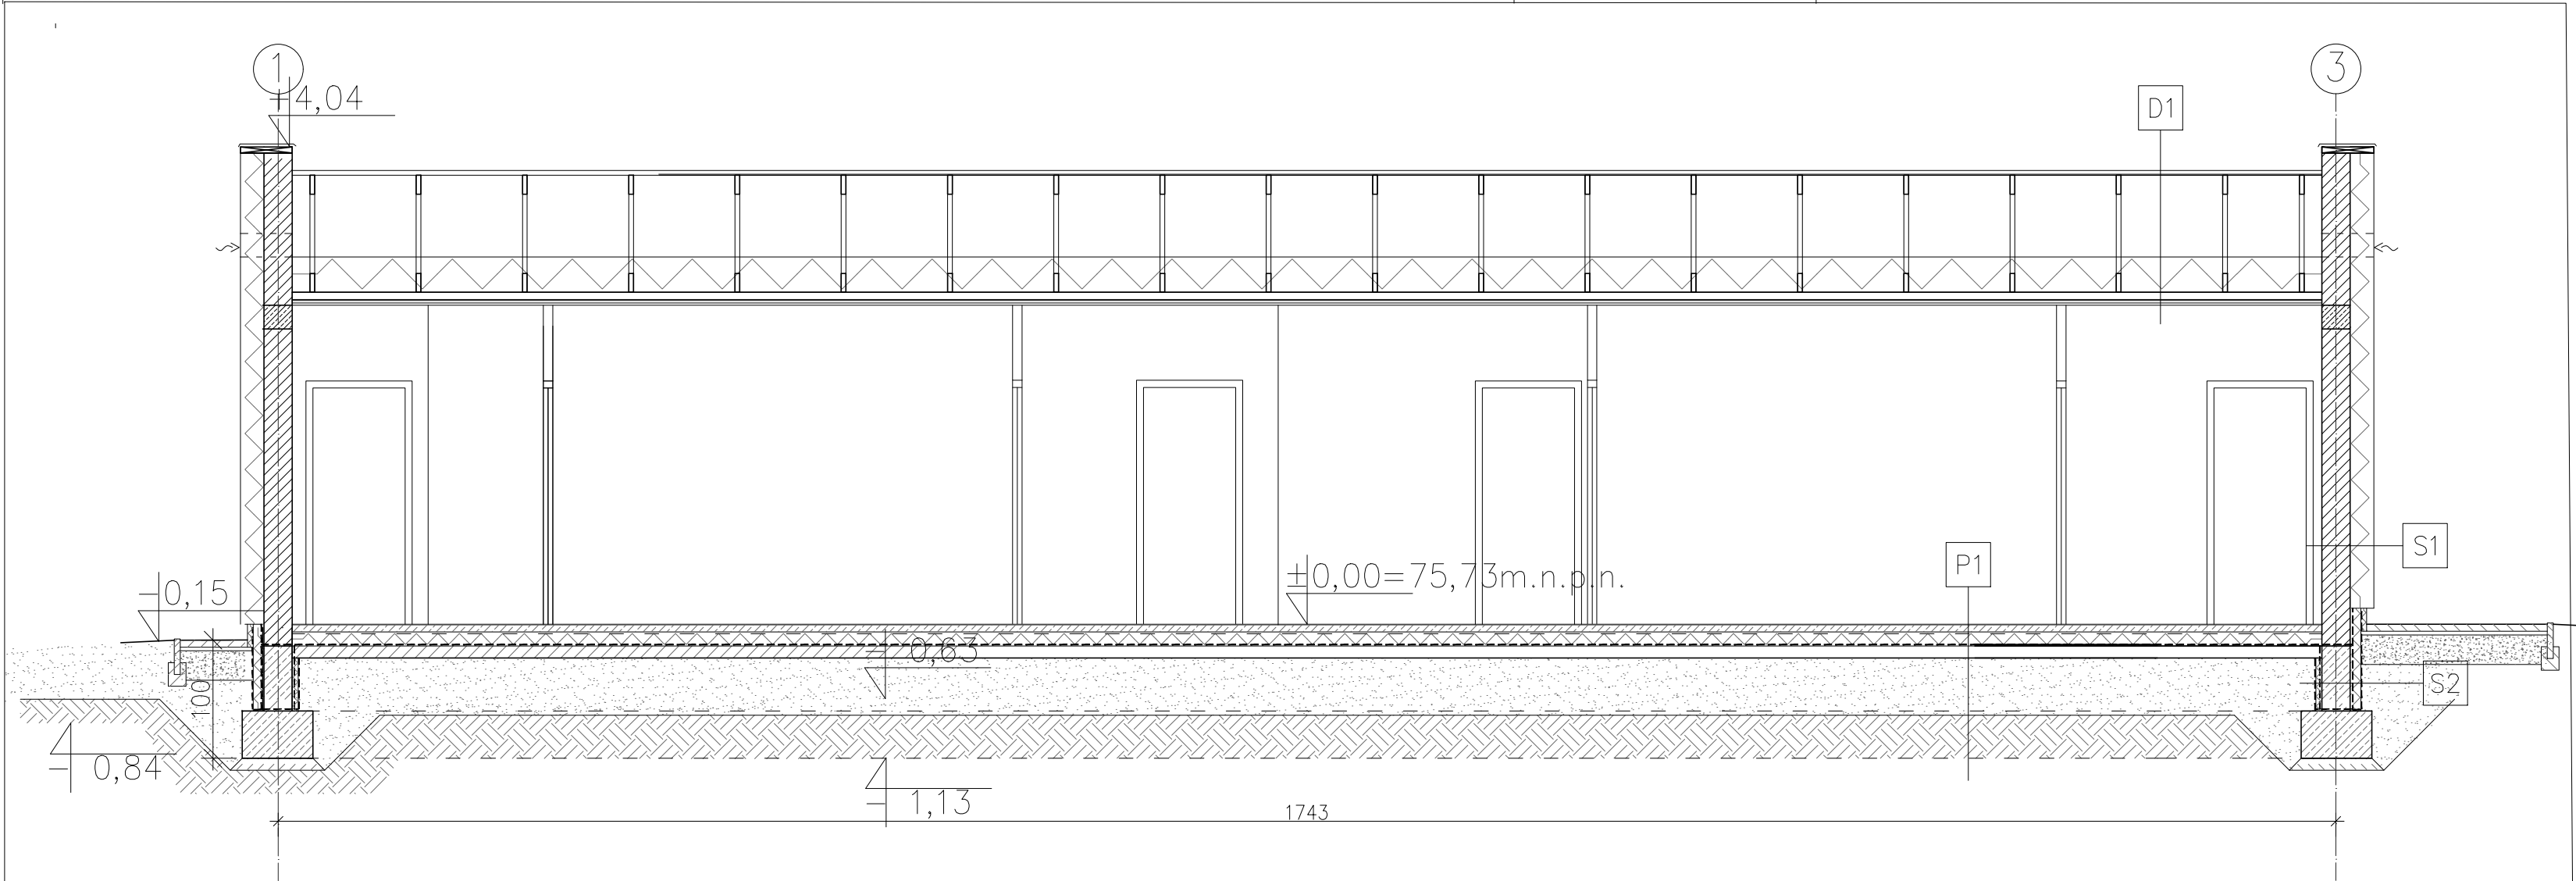 1
3
+4,04
D1
S1
P1
±0,00=75,73m.n.p.n.
-0,15
- 0,63
S2
100
- 0,84
- 1,13
1743